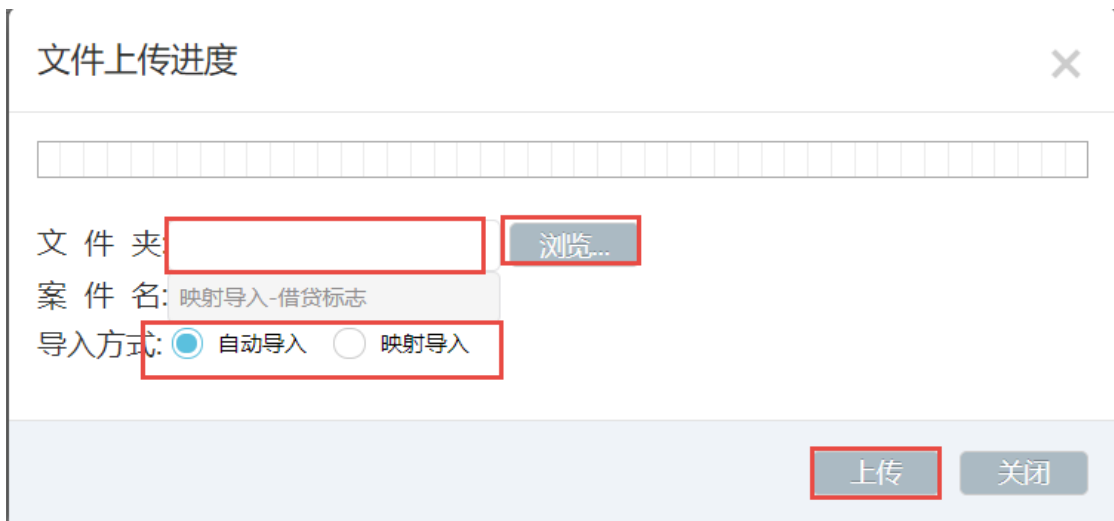 文件上传进度
文 件 夹: 浏览...
案 件 名: 映射导入-借贷标志
导入方式: 自动导入 映射导入
上传 关闭